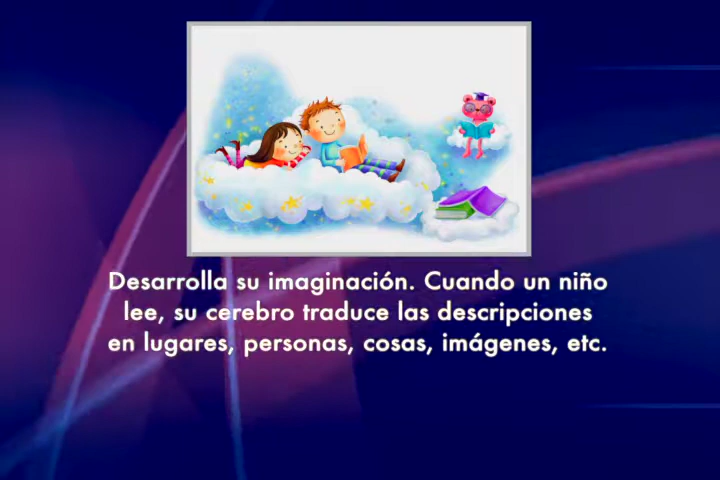 Desarrolla su imaginación. Cuando un niño
lee, su cerebro traduce las descripciones
en lugares, personas, cosas, imágenes, etc.